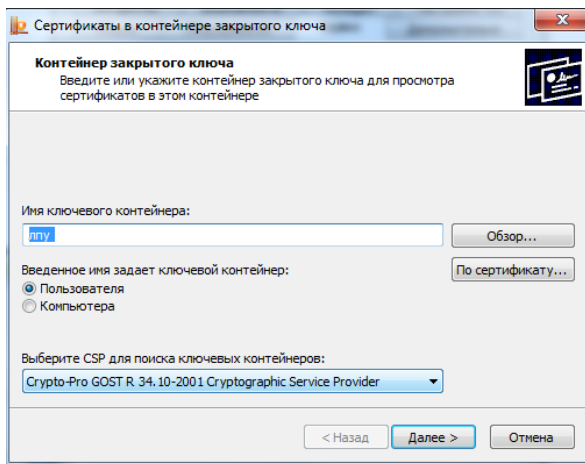 Сертификаты в контейнере закрытого ключа
Контейнер закрытого ключа
Введите или укажите контейнер закрытого ключа для просмотра
сертификатов в этом контейнере
Имя ключевого контейнера:
лпу
Обзор...
Введенное имя задает ключевой контейнер:
По сертификату...
Пользователя
Компьютера
Выберите CSP для поиска ключевых контейнеров:
Crypto-Pro GOST R 34.10-2001 Cryptographic Service Provider
< Назад
Далее >
Отмена